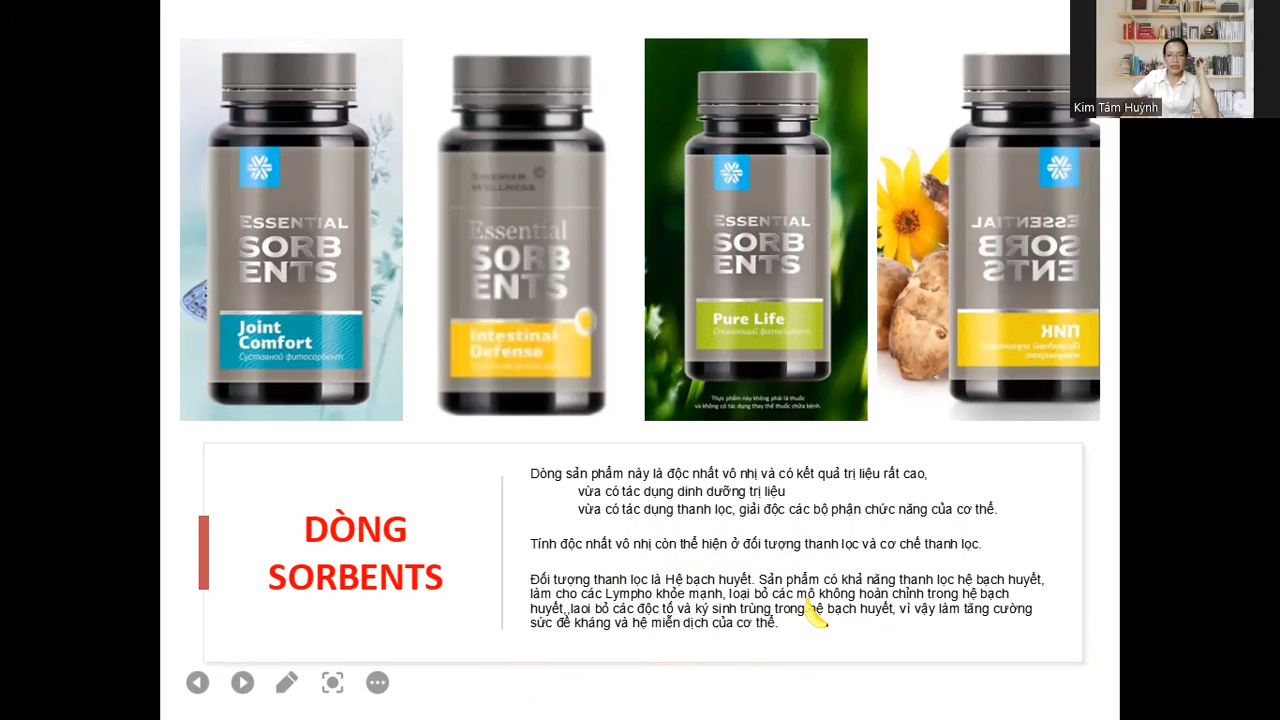 Kim Tâm Huỳnh
ESSENTIAL
SORB
ENTS
Joint
Comfort
Суставной фитосорбент
SIBERIAN
WELLNESS
Essential
SORB
ENTS
Intestinal
Defense
ESSENTIAL
SORB
ENTS
Pure Life
Очищающий фитосорбент
Thực phẩm này không phải là thuốc
và không có tác dụng thay thế thuốc chữa bệnh.
ESSENTIAL
SORB
ENTS
ПИК
DÒNG
SORBENTS
Dòng sản phẩm này là độc nhất vô nhị và có kết quả trị liệu rất cao,
vừa có tác dụng dinh dưỡng trị liệu
vừa có tác dụng thanh lọc, giải độc các bộ phận chức năng của cơ thể.
Tính độc nhất vô nhị còn thể hiện ở đối tượng thanh lọc và cơ chế thanh lọc.
Đối tượng thanh lọc là Hệ bạch huyết. Sản phẩm có khả năng thanh lọc hệ bạch huyết,
làm cho các Lympho khỏe mạnh, loại bỏ các mô không hoàn chỉnh trong hệ bạch
huyết, laoị bỏ các độc tố và ký sinh trùng trong hệ bạch huyết, vì vậy làm tăng cường
sức đề kháng và hệ miễn dịch của cơ thể.